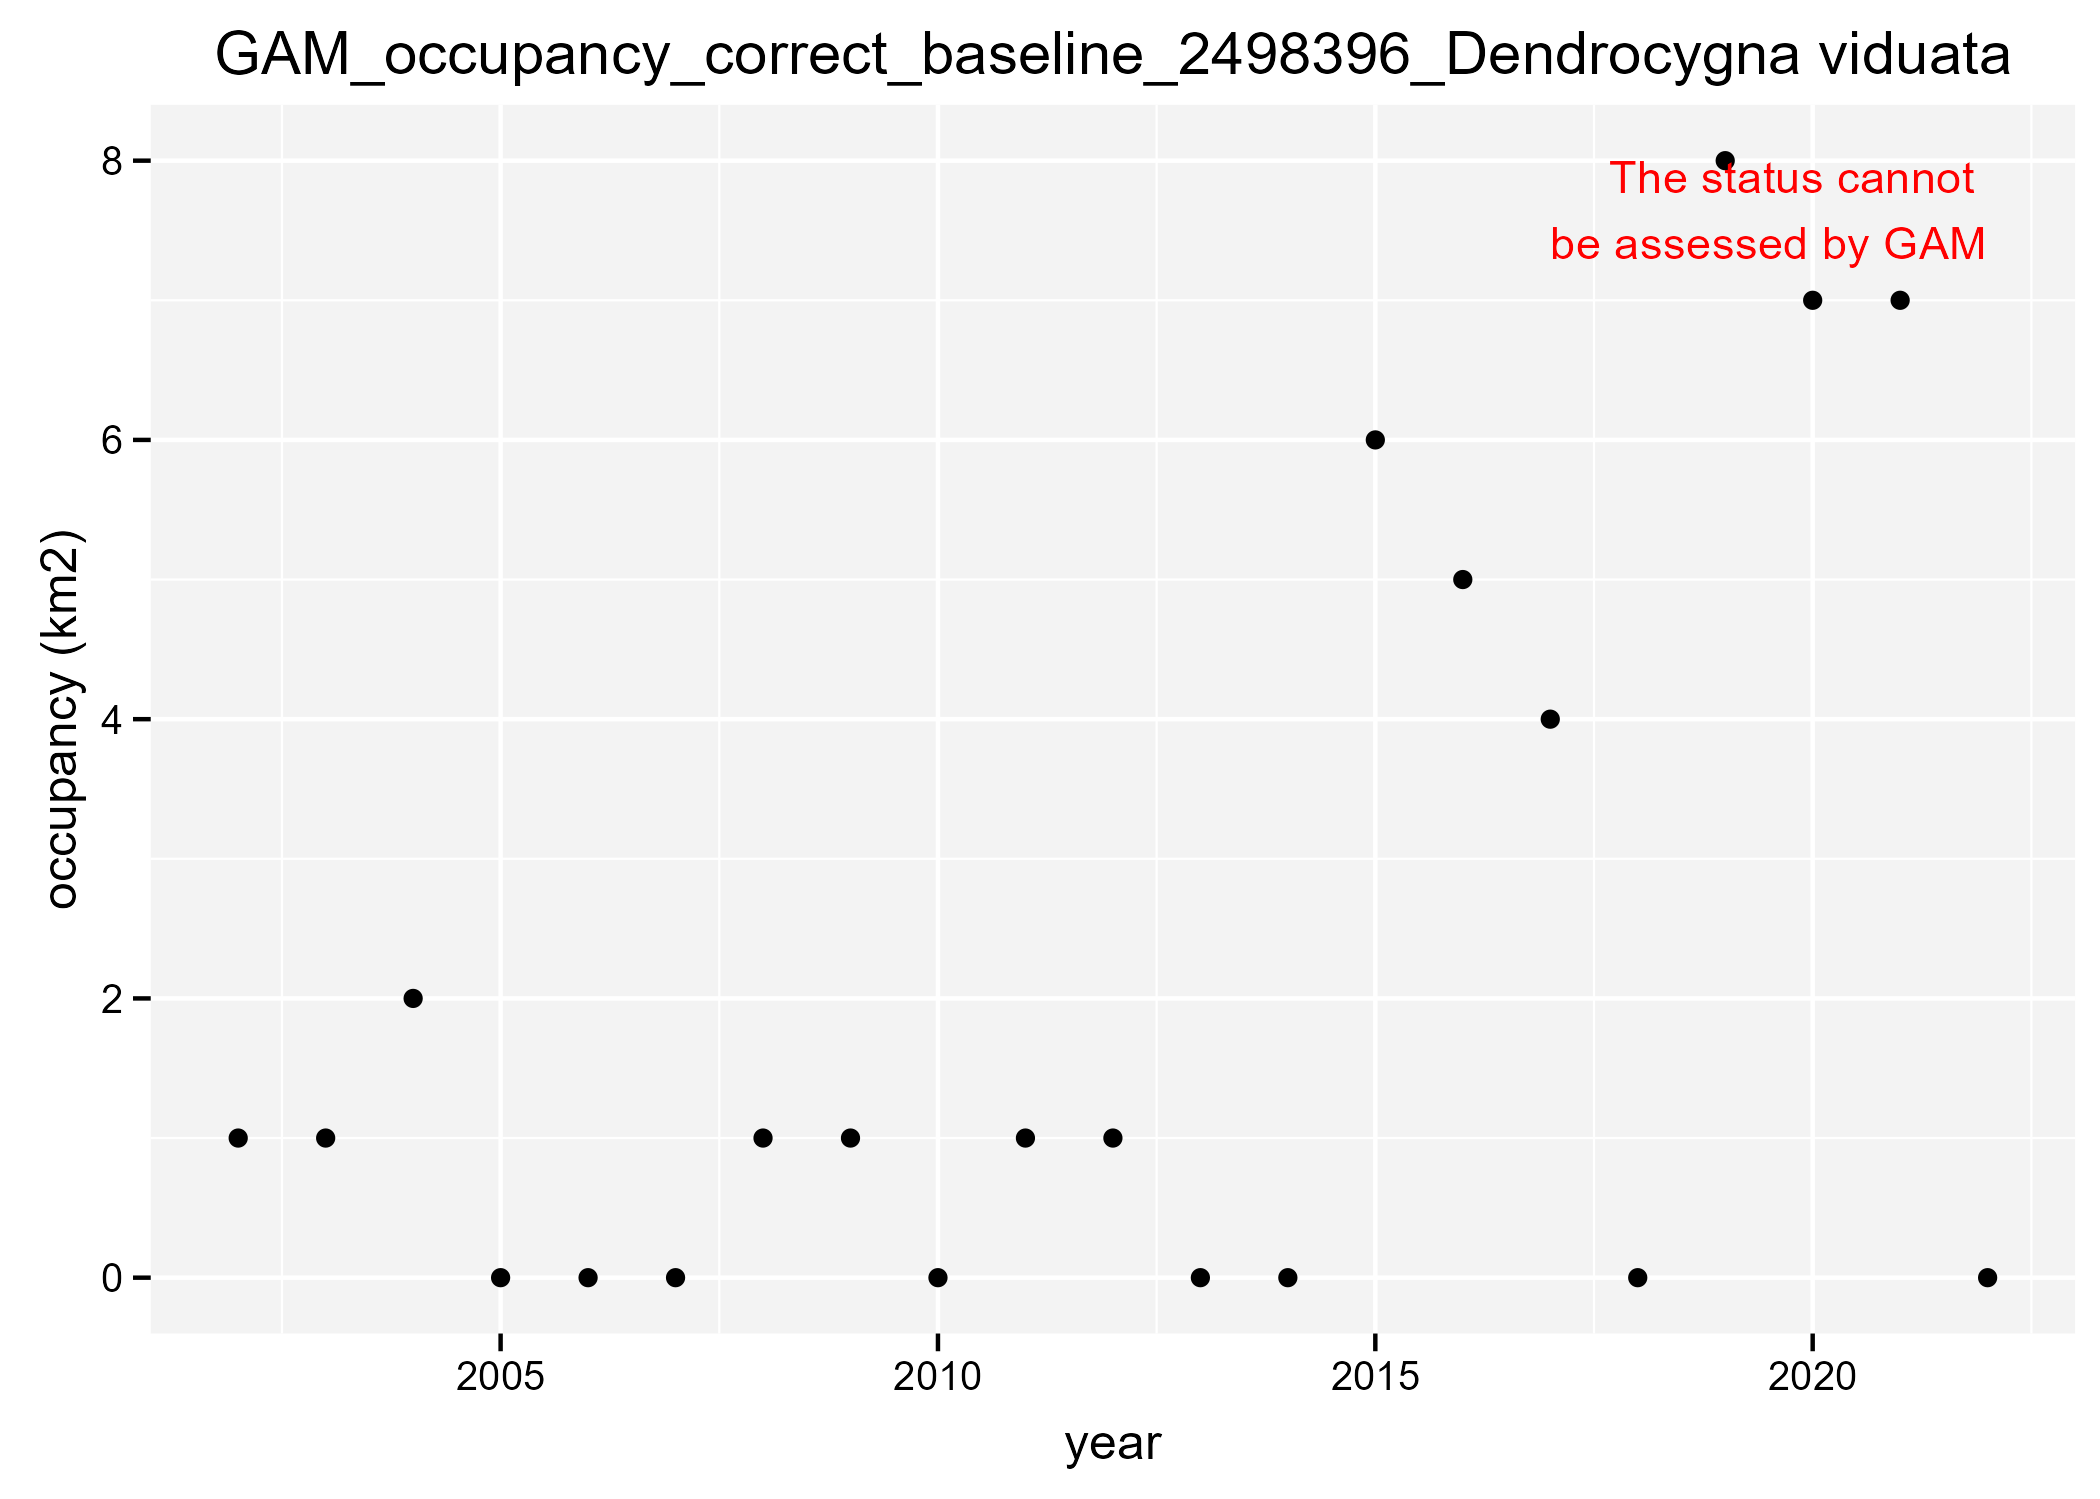 GAM_occupancy_correct_baseline_2498396_Dendrocygna viduata
The status cannot
be assessed by GAM
occupancy (km2)
8
6
4
2
0
2005 2010 2015 2020
year